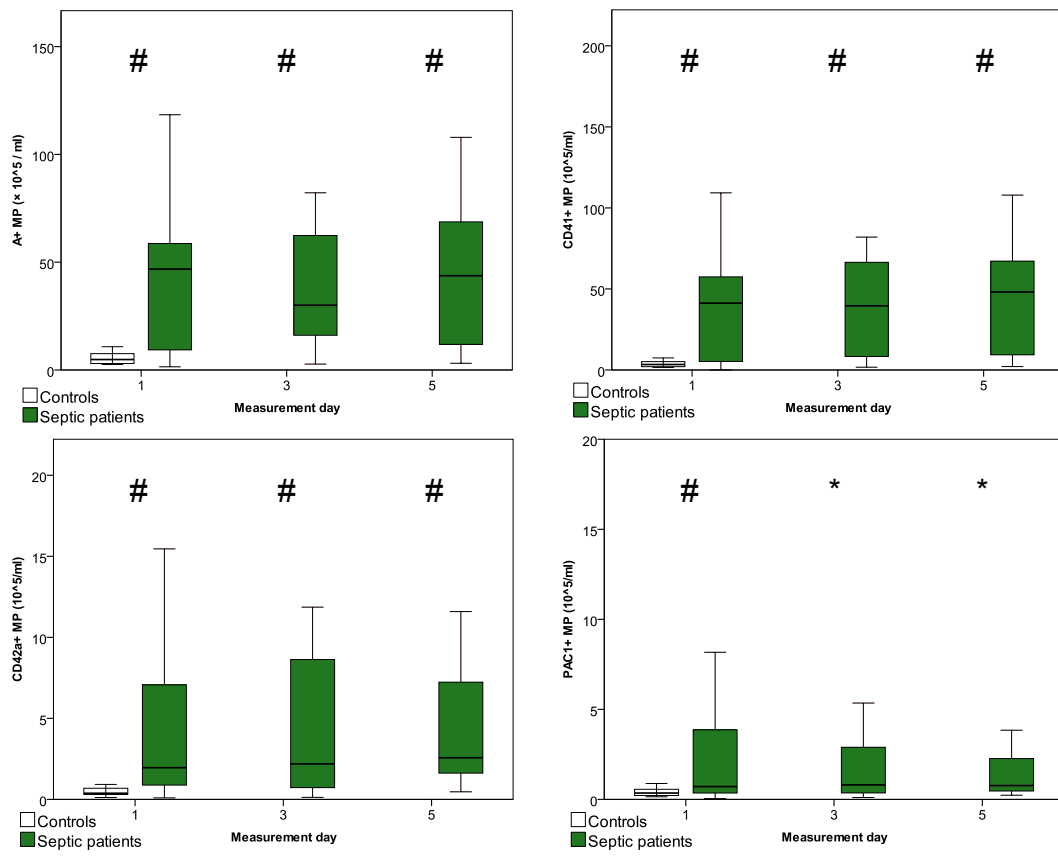 A+ MP (× 10^5 / ml)
150
100
50
0
# # #
1 3 5
Measurement day
Controls
Septic patients
CD41+ MP (10^5/ml)
200
150
100
50
0
# # #
1 3 5
Measurement day
Controls
Septic patients
CD42a+ MP (10^5/ml)
20
15
10
5
0
# # #
1 3 5
Measurement day
Controls
Septic patients
PAC1+ MP (10^5/ml)
20
15
10
5
0
# * *
1 3 5
Measurement day
Controls
Septic patients